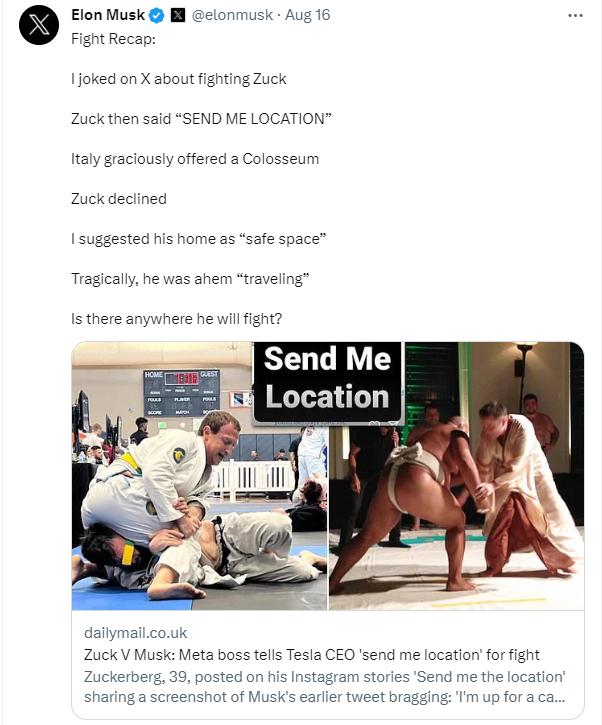 Elon Musk @elonmusk · Aug 16
Fight Recap:
I joked on X about fighting Zuck
Zuck then said “SEND ME LOCATION”
Italy graciously offered a Colosseum
Zuck declined
I suggested his home as “safe space”
Tragically, he was ahem “traveling”
Is there anywhere he will fight?
Send Me
Location
HOME GUEST
FOULS PLAYER FOULS
SCORE MATCH SCORE
dailymail.co.uk
Zuck V Musk: Meta boss tells Tesla CEO 'send me location' for fight
Zuckerberg, 39, posted on his Instagram stories 'Send me the location'
sharing a screenshot of Musk's earlier tweet bragging: 'I'm up for a ca...